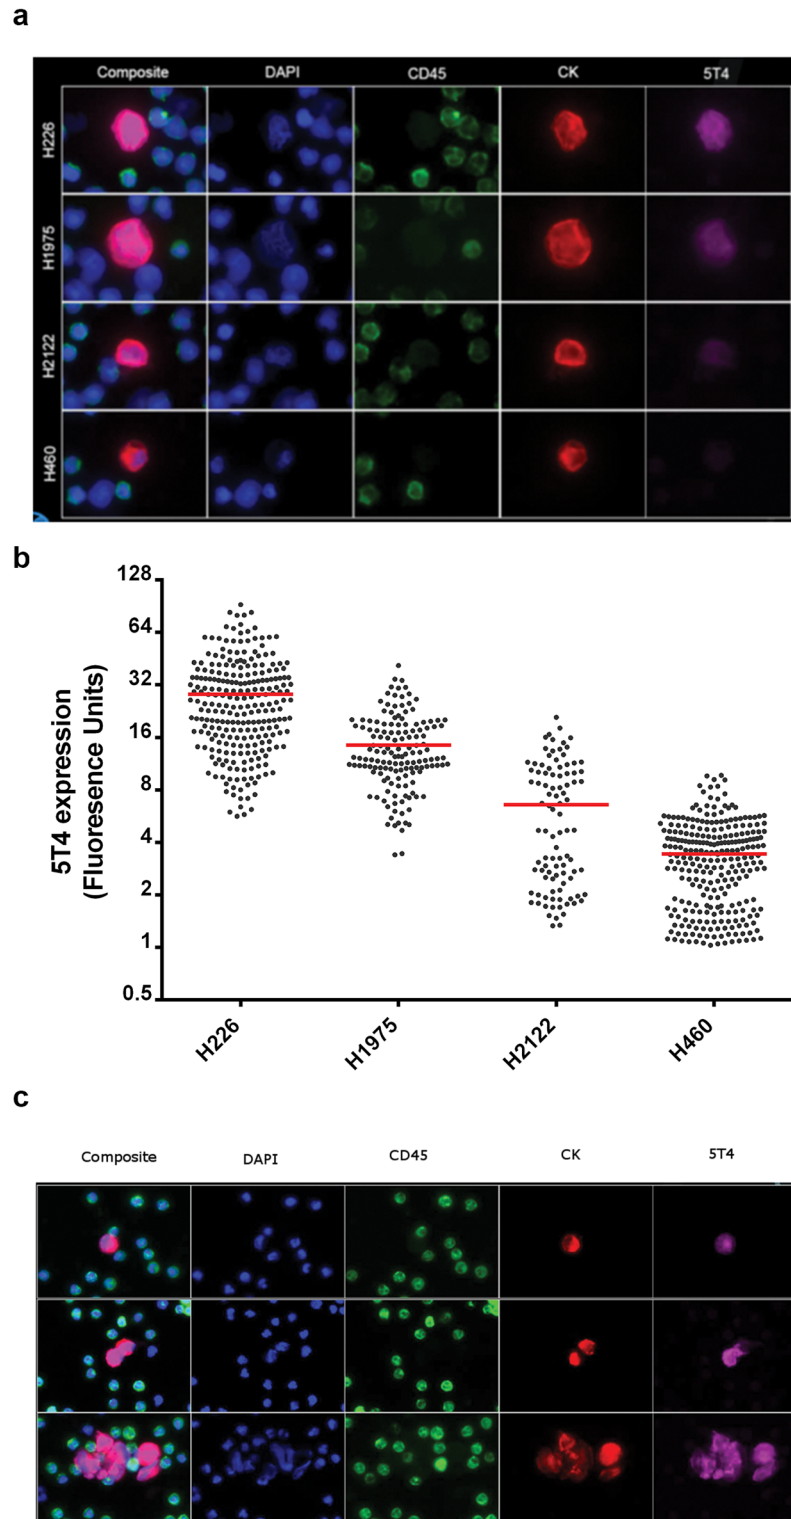 a
Composite DAPI CD45 CK 5T4
H226
H1975
H2122
H460
b
5T4 expression
(Fluoresence Units)
128
64
32
16
8
4
2
1
0.5
H226 H1975 H2122 H460
c
Composite DAPI CD45 CK 5T4